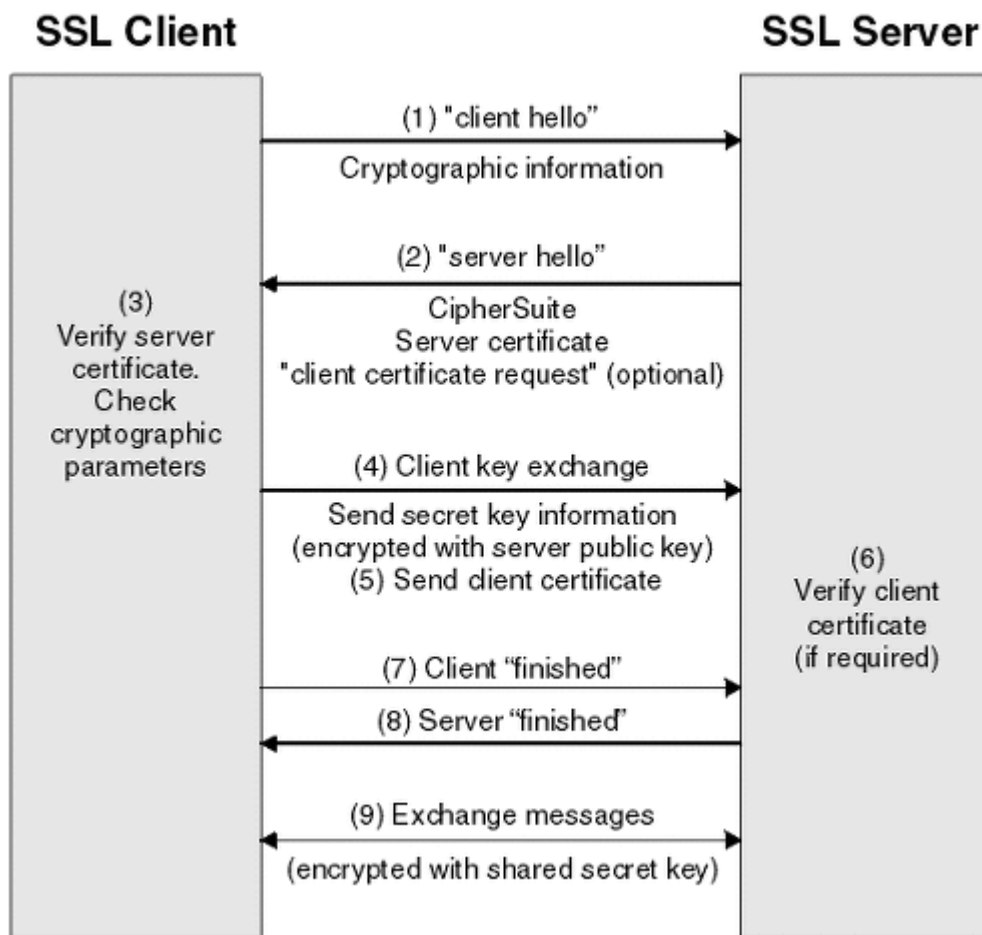 SSL Client
SSL Server
(1) "client hello”
Cryptographic information
(2) "server hello”
CipherSuite
Server certificate
"client certificate request" (optional)
(3)
Verify server
certificate.
Check
cryptographic
parameters
(4) Client key exchange
Send secret key information
(encrypted with server public key)
(5) Send client certificate
(6)
Verify client
certificate
(if required)
(7) Client “finished”
(8) Server “finished”
(9) Exchange messages
(encrypted with shared secret key)